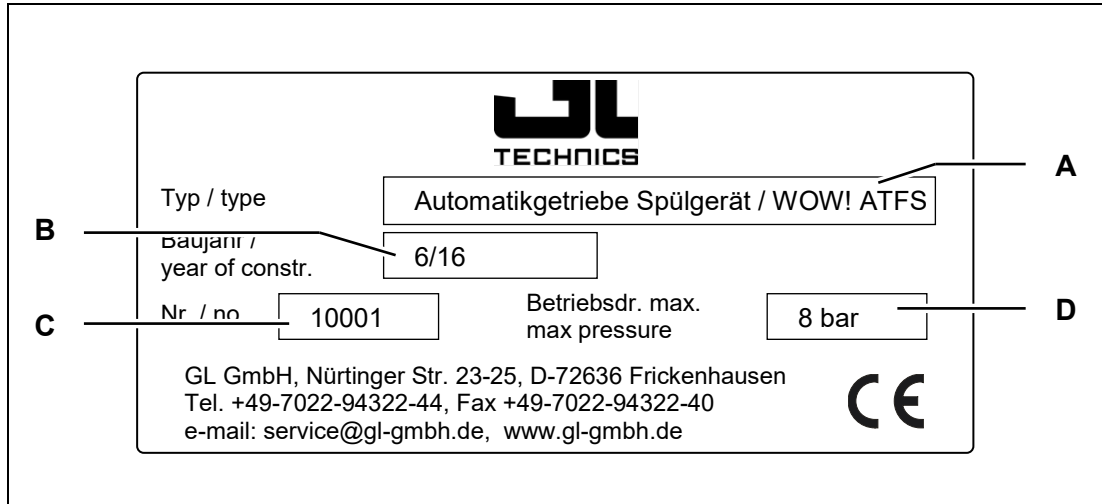 JL
TECHNICS
A
Typ / type
Automatikgetriebe Spülgerät / WOW! ATFS
B
Baujahr /
year of constr.
6/16
C
Nr. / no
10001
Betriebsdr. max.
max pressure
8 bar
D
GL GmbH, Nürtinger Str. 23-25, D-72636 Frickenhausen
Tel. +49-7022-94322-44, Fax +49-7022-94322-40
e-mail: service@gl-gmbh.de, www.gl-gmbh.de
CE